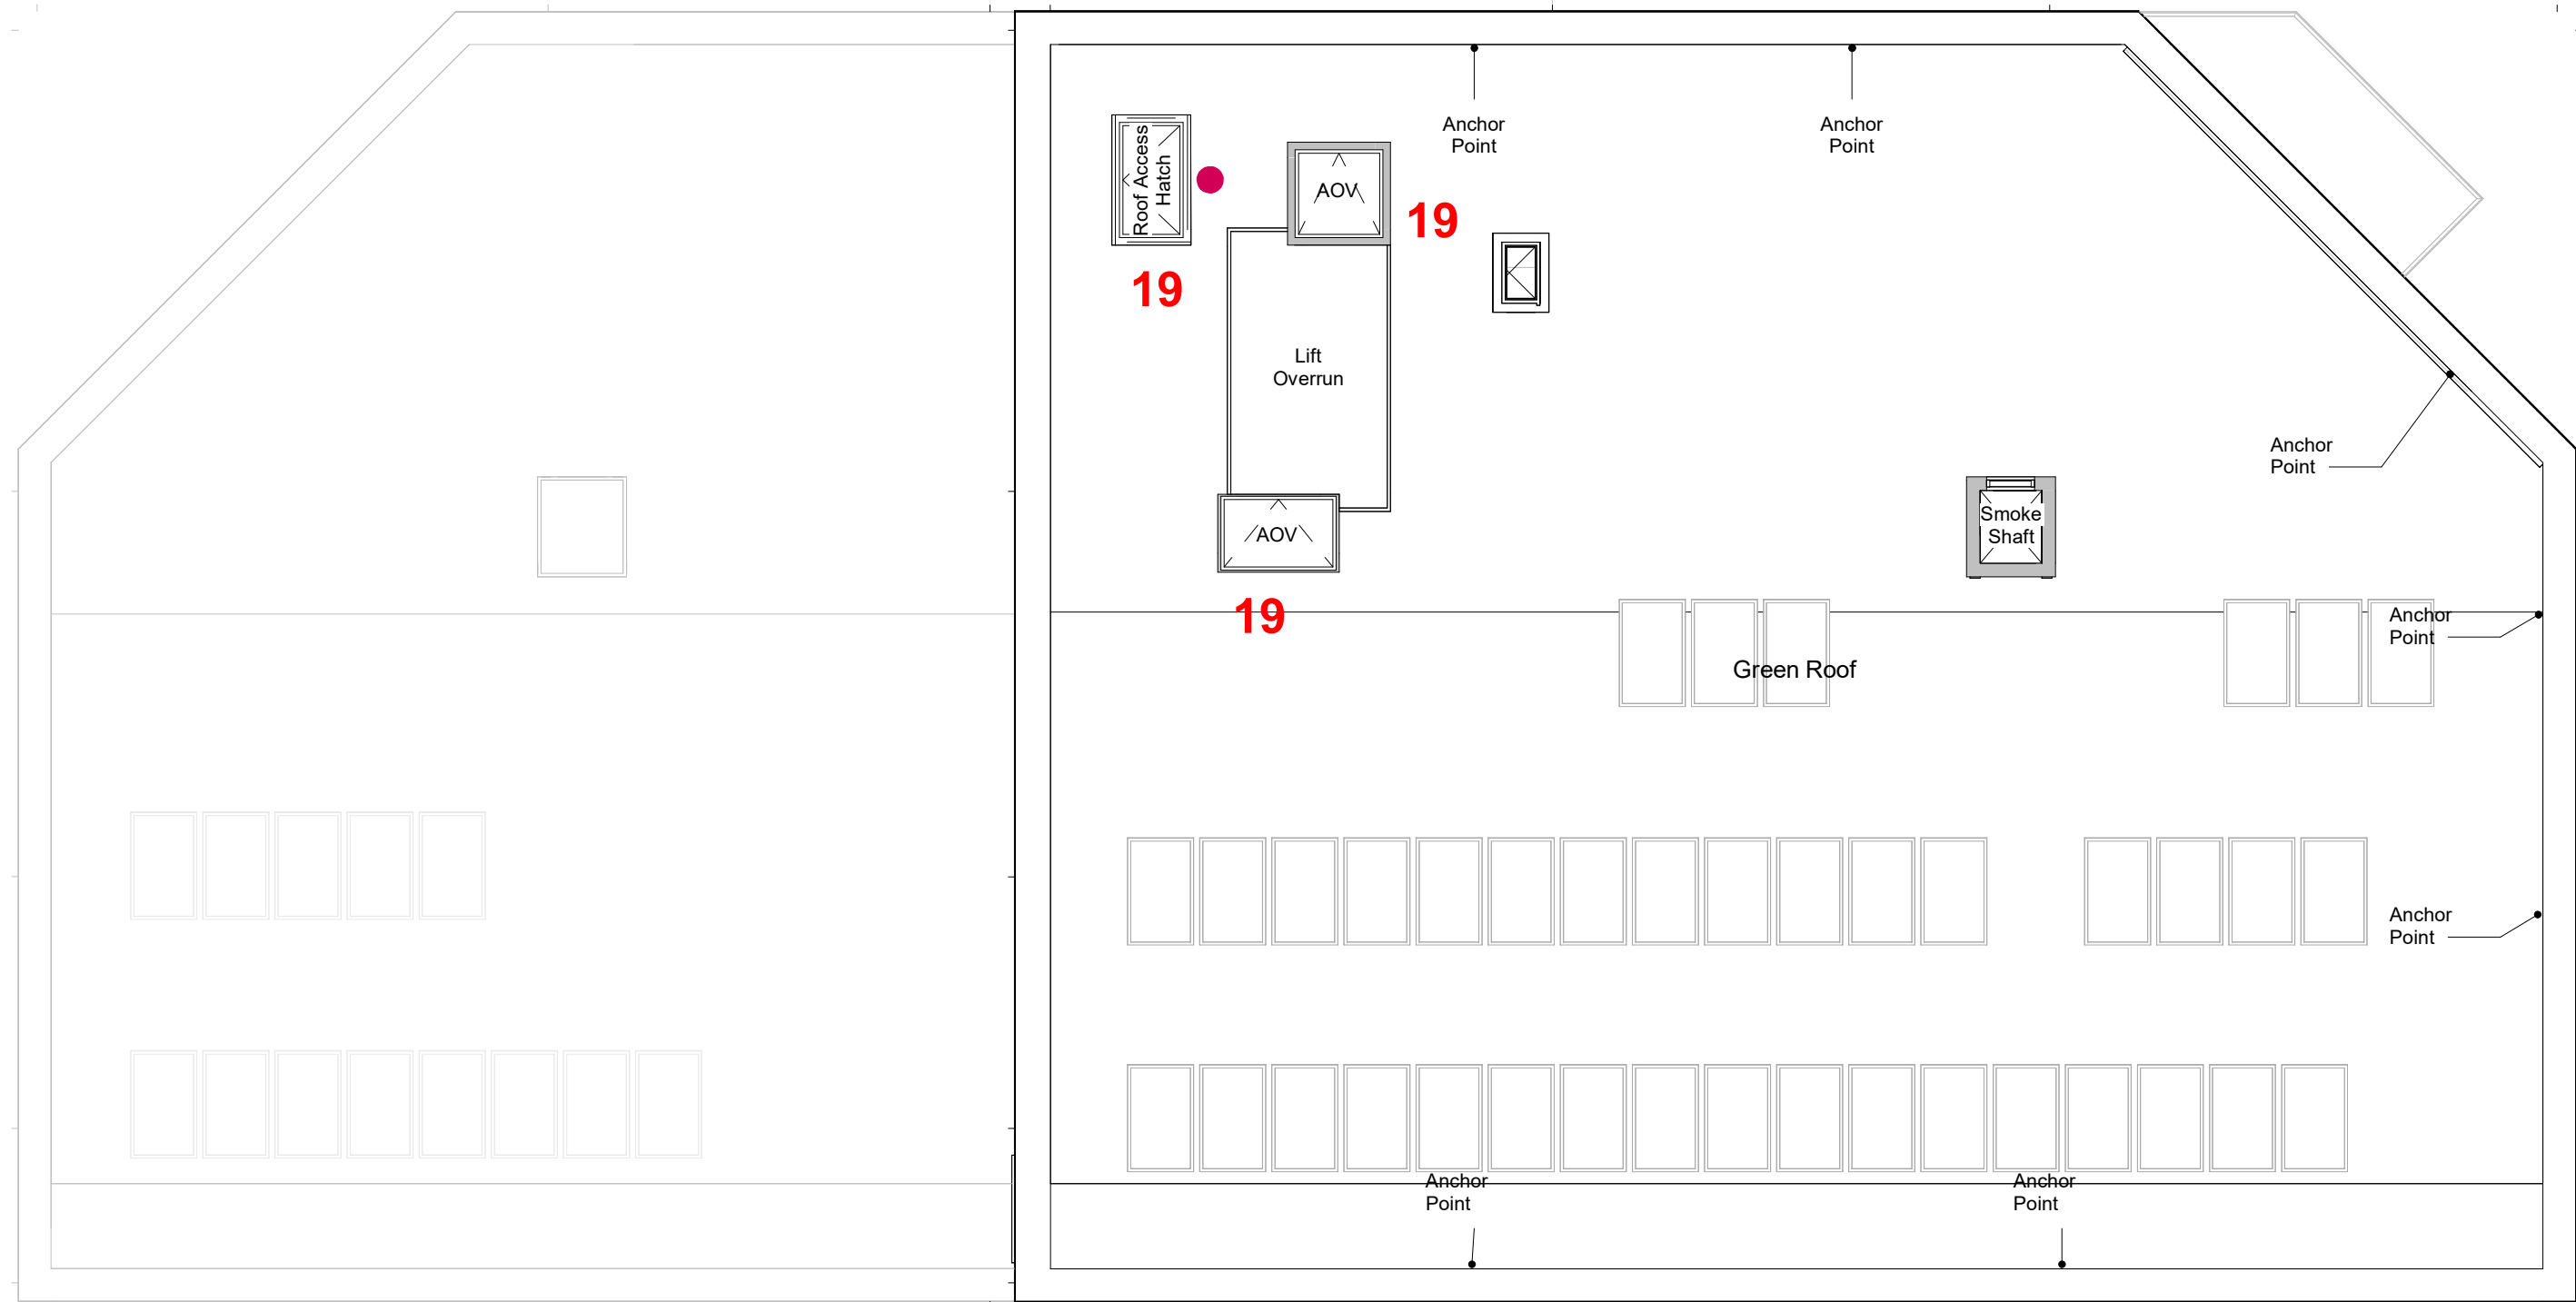 Anchor
Point
Anchor
Point
Roof Access
Hatch
AOV
19
19
Lift
Overrun
Anchor
Point
Smoke
Shaft
AOV
19
Anchor
Point
Green Roof
Anchor
Point
Anchor
Point
Anchor
Point